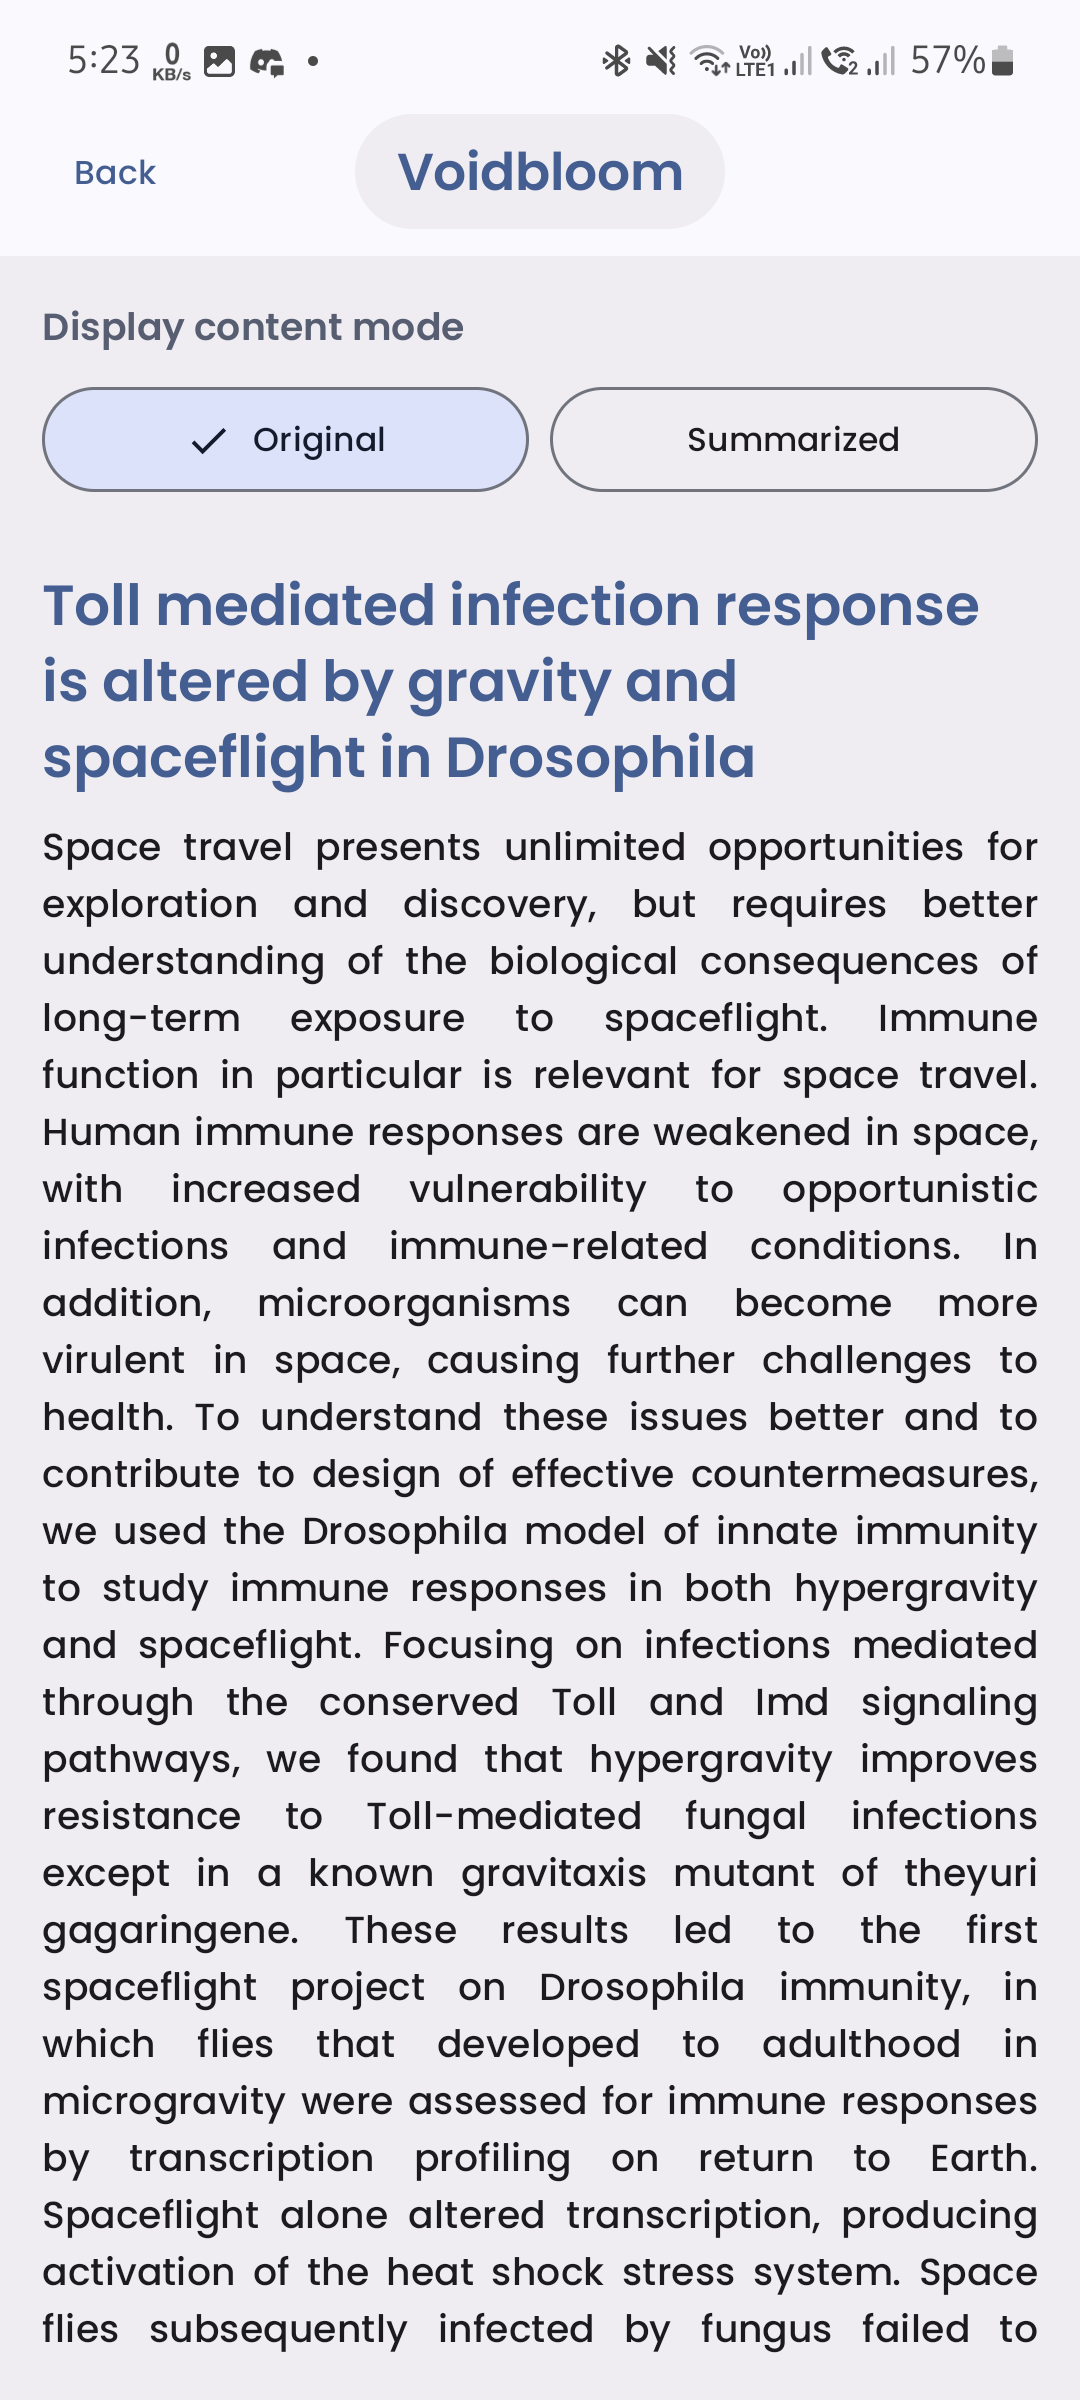 5:23 0 KB/s Vo)) LTE1 2 57%
Back
Voidbloom
Display content mode
Original
Summarized
Toll mediated infection response
is altered by gravity and
spaceflight in Drosophila
Space travel presents unlimited opportunities for
exploration and discovery, but requires better
understanding of the biological consequences of
long-term exposure to spaceflight. Immune
function in particular is relevant for space travel.
Human immune responses are weakened in space,
with increased vulnerability to opportunistic
infections and immune-related conditions. In
addition, microorganisms can become more
virulent in space, causing further challenges to
health. To understand these issues better and to
contribute to design of effective countermeasures,
we used the Drosophila model of innate immunity
to study immune responses in both hypergravity
and spaceflight. Focusing on infections mediated
through the conserved Toll and Imd signaling
pathways, we found that hypergravity improves
resistance to Toll-mediated fungal infections
except in a known gravitaxis mutant of theyuri
gagaringene. These results led to the first
spaceflight project on Drosophila immunity, in
which flies that developed to adulthood in
microgravity were assessed for immune responses
by transcription profiling on return to Earth.
Spaceflight alone altered transcription, producing
activation of the heat shock stress system. Space
flies subsequently infected by fungus failed to